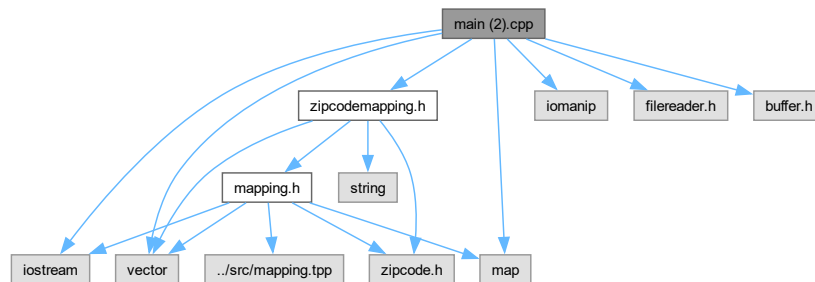 main (2).cpp
zipcodemapping.h
iomanip
filereader.h
buffer.h
mapping.h
string
iostream
vector
../src/mapping.tpp
zipcode.h
map